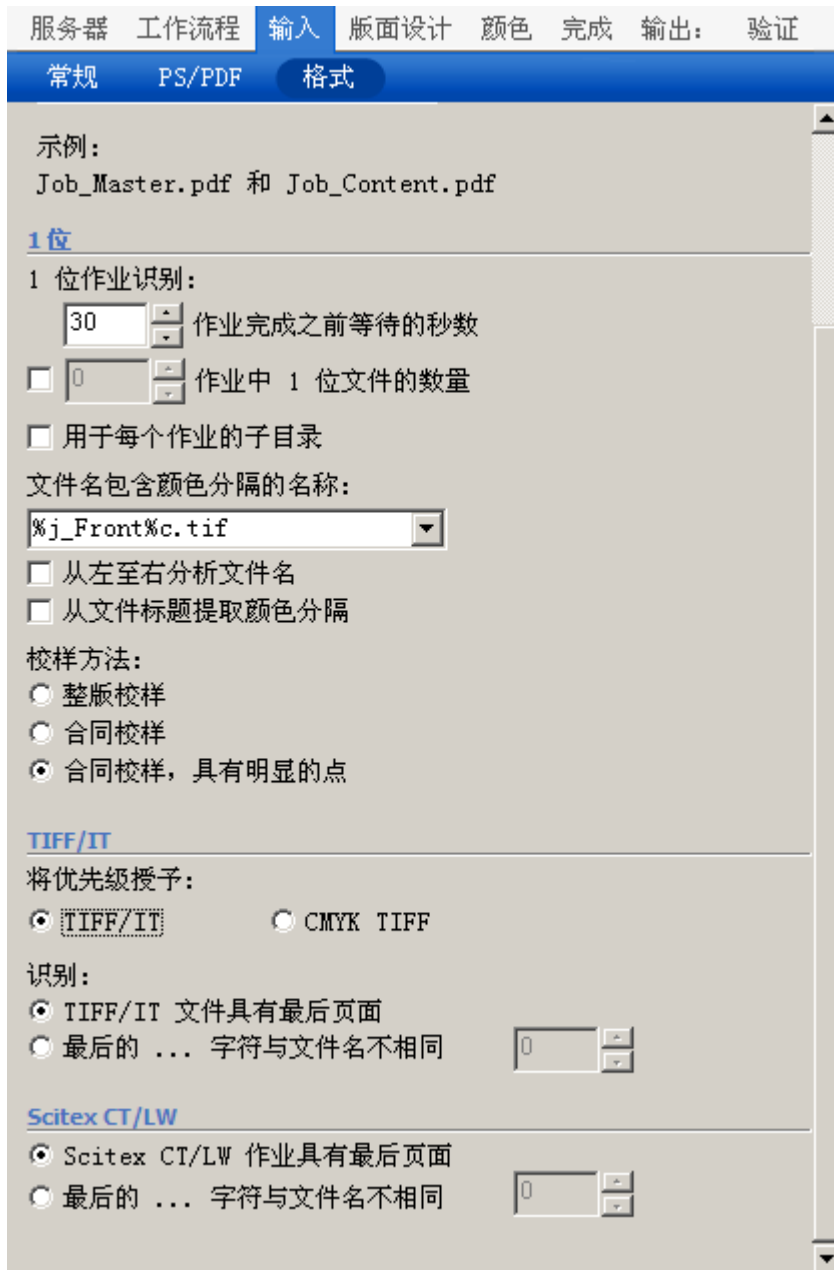 服务器 工作流程 输入 版面设计 颜色 完成 输出: 验证
常规 PS/PDF 格式
示例:
Job_Master.pdf 和 Job_Content.pdf
1 位
1 位作业识别:
30 作业完成之前等待的秒数
0 作业中 1 位文件的数量
用于每个作业的子目录
文件名包含颜色分隔的名称:
%j_Front%c.tif
从左至右分析文件名
从文件标题提取颜色分隔
校样方法:
整版校样
合同校样
合同校样，具有明显的点
TIFF/IT
将优先级授予:
TIFF/IT CMYK TIFF
识别:
TIFF/IT 文件具有最后页面
最后的 ... 字符与文件名不相同 0
Scitex CT/LW
Scitex CT/LW 作业具有最后页面
最后的 ... 字符与文件名不相同 0